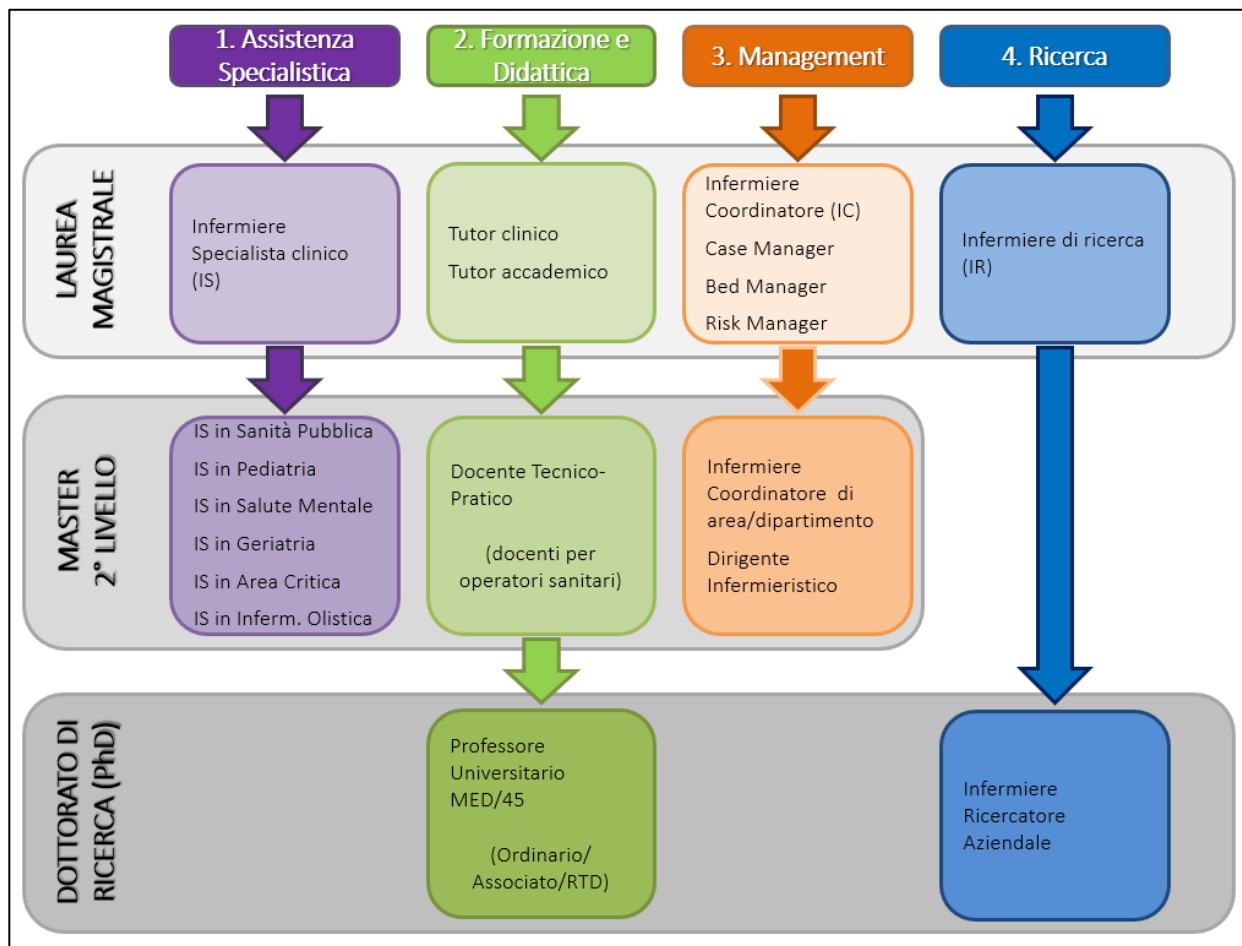 1. Assistenza
Specialistica
2. Formazione e
Didattica
3. Management
4. Ricerca
LAUREA
MAGISTRALE
Infermiere
Specialista clinico
(IS)
Tutor clinico
Tutor accademico
Infermiere
Coordinatore (IC)
Case Manager
Bed Manager
Risk Manager
Infermiere di ricerca
(IR)
MASTER
2° LIVELLO
IS in Sanità Pubblica
IS in Pediatria
IS in Salute Mentale
IS in Geriatria
IS in Area Critica
IS in Inferm. Olistica
Docente Tecnico-
Pratico
(docenti per
operatori sanitari)
Infermiere
Coordinatore di
area/dipartimento
Dirigente
Infermieristico
DOTTORATO DI
RICERCA (PhD)
Professore
Universitario
MED/45
(Ordinario/
Associato/RTD)
Infermiere
Ricercatore
Aziendale